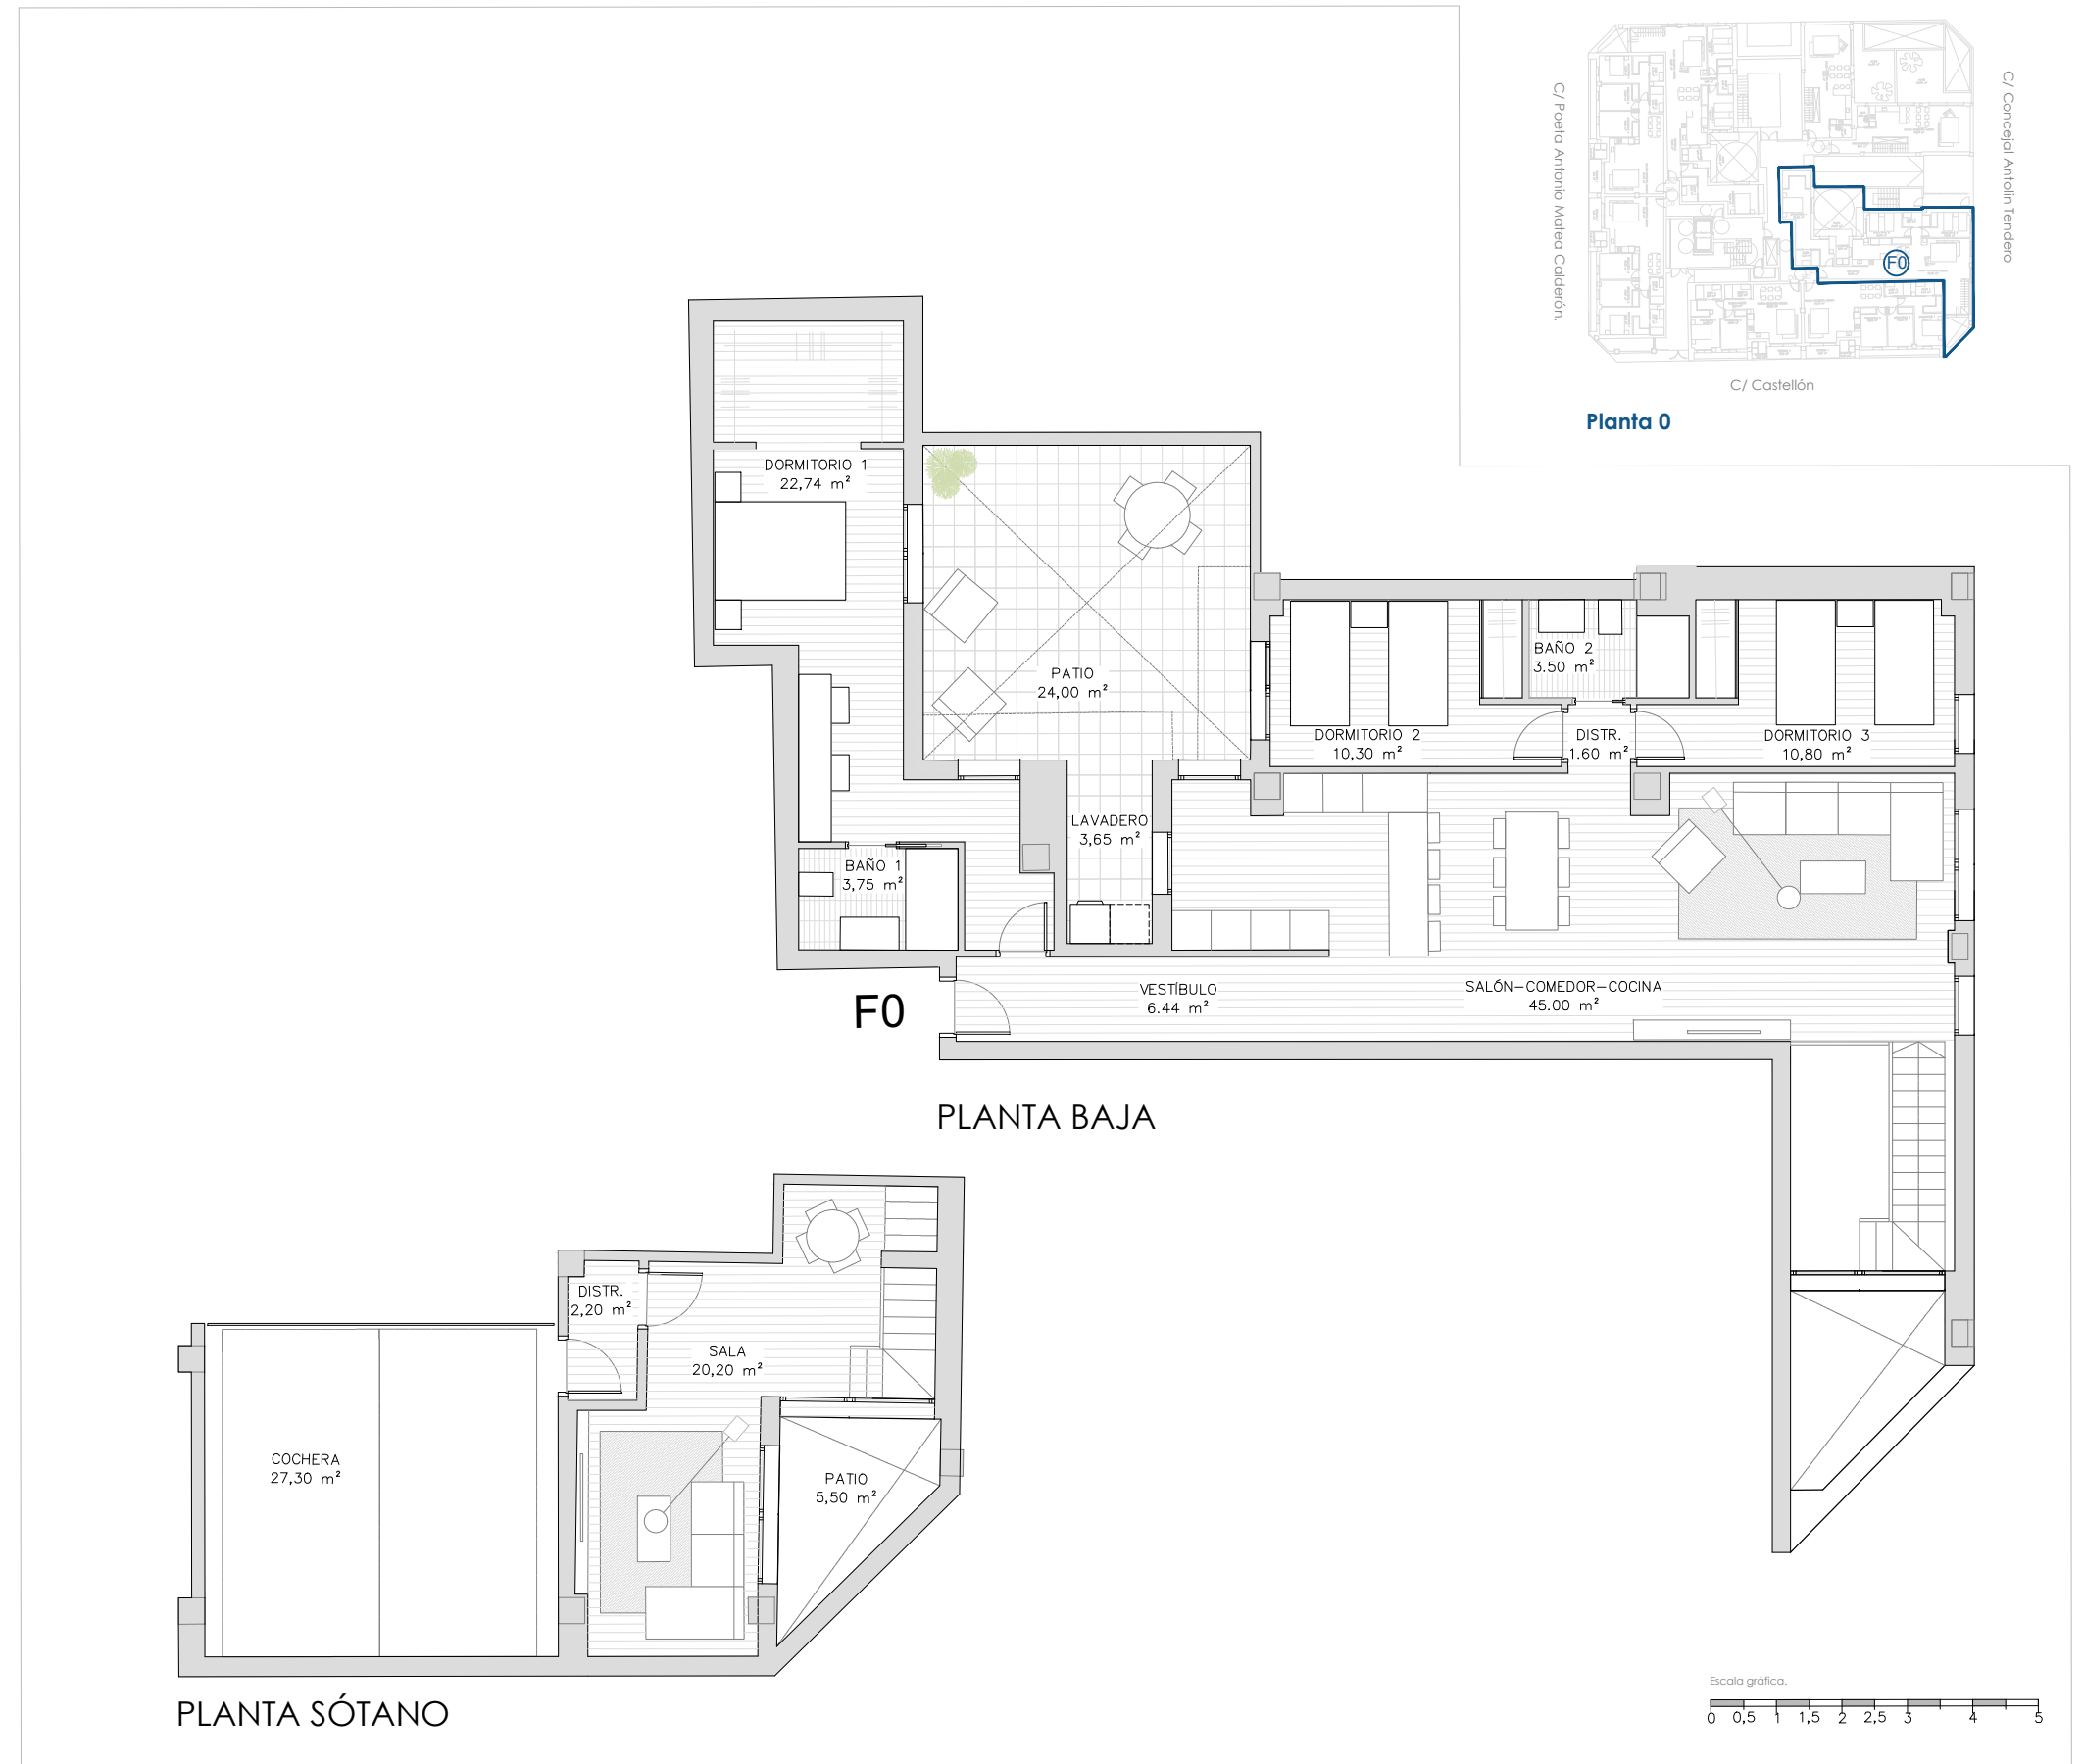 C/ Poeta Antonio Matea Calderón.
C/ Concejal Antolin Tendero
F0
C/ Castellón
Planta 0
DORMITORIO 1
22,74 m²
PATIO
24,00 m²
BAÑO 2
3.50 m²
DORMITORIO 2
10,30 m²
DISTR.
1.60 m²
DORMITORIO 3
10,80 m²
LAVADERO
3,65 m²
BAÑO 1
3,75 m²
VESTÍBULO
6.44 m²
SALÓN-COMEDOR-COCINA
45.00 m²
F0
PLANTA BAJA
DISTR.
2,20 m²
SALA
20,20 m²
COCHERA
27,30 m²
PATIO
5,50 m²
PLANTA SÓTANO
Escala gráfica.
0 0,5 1 1,5 2 2,5 3 4 5